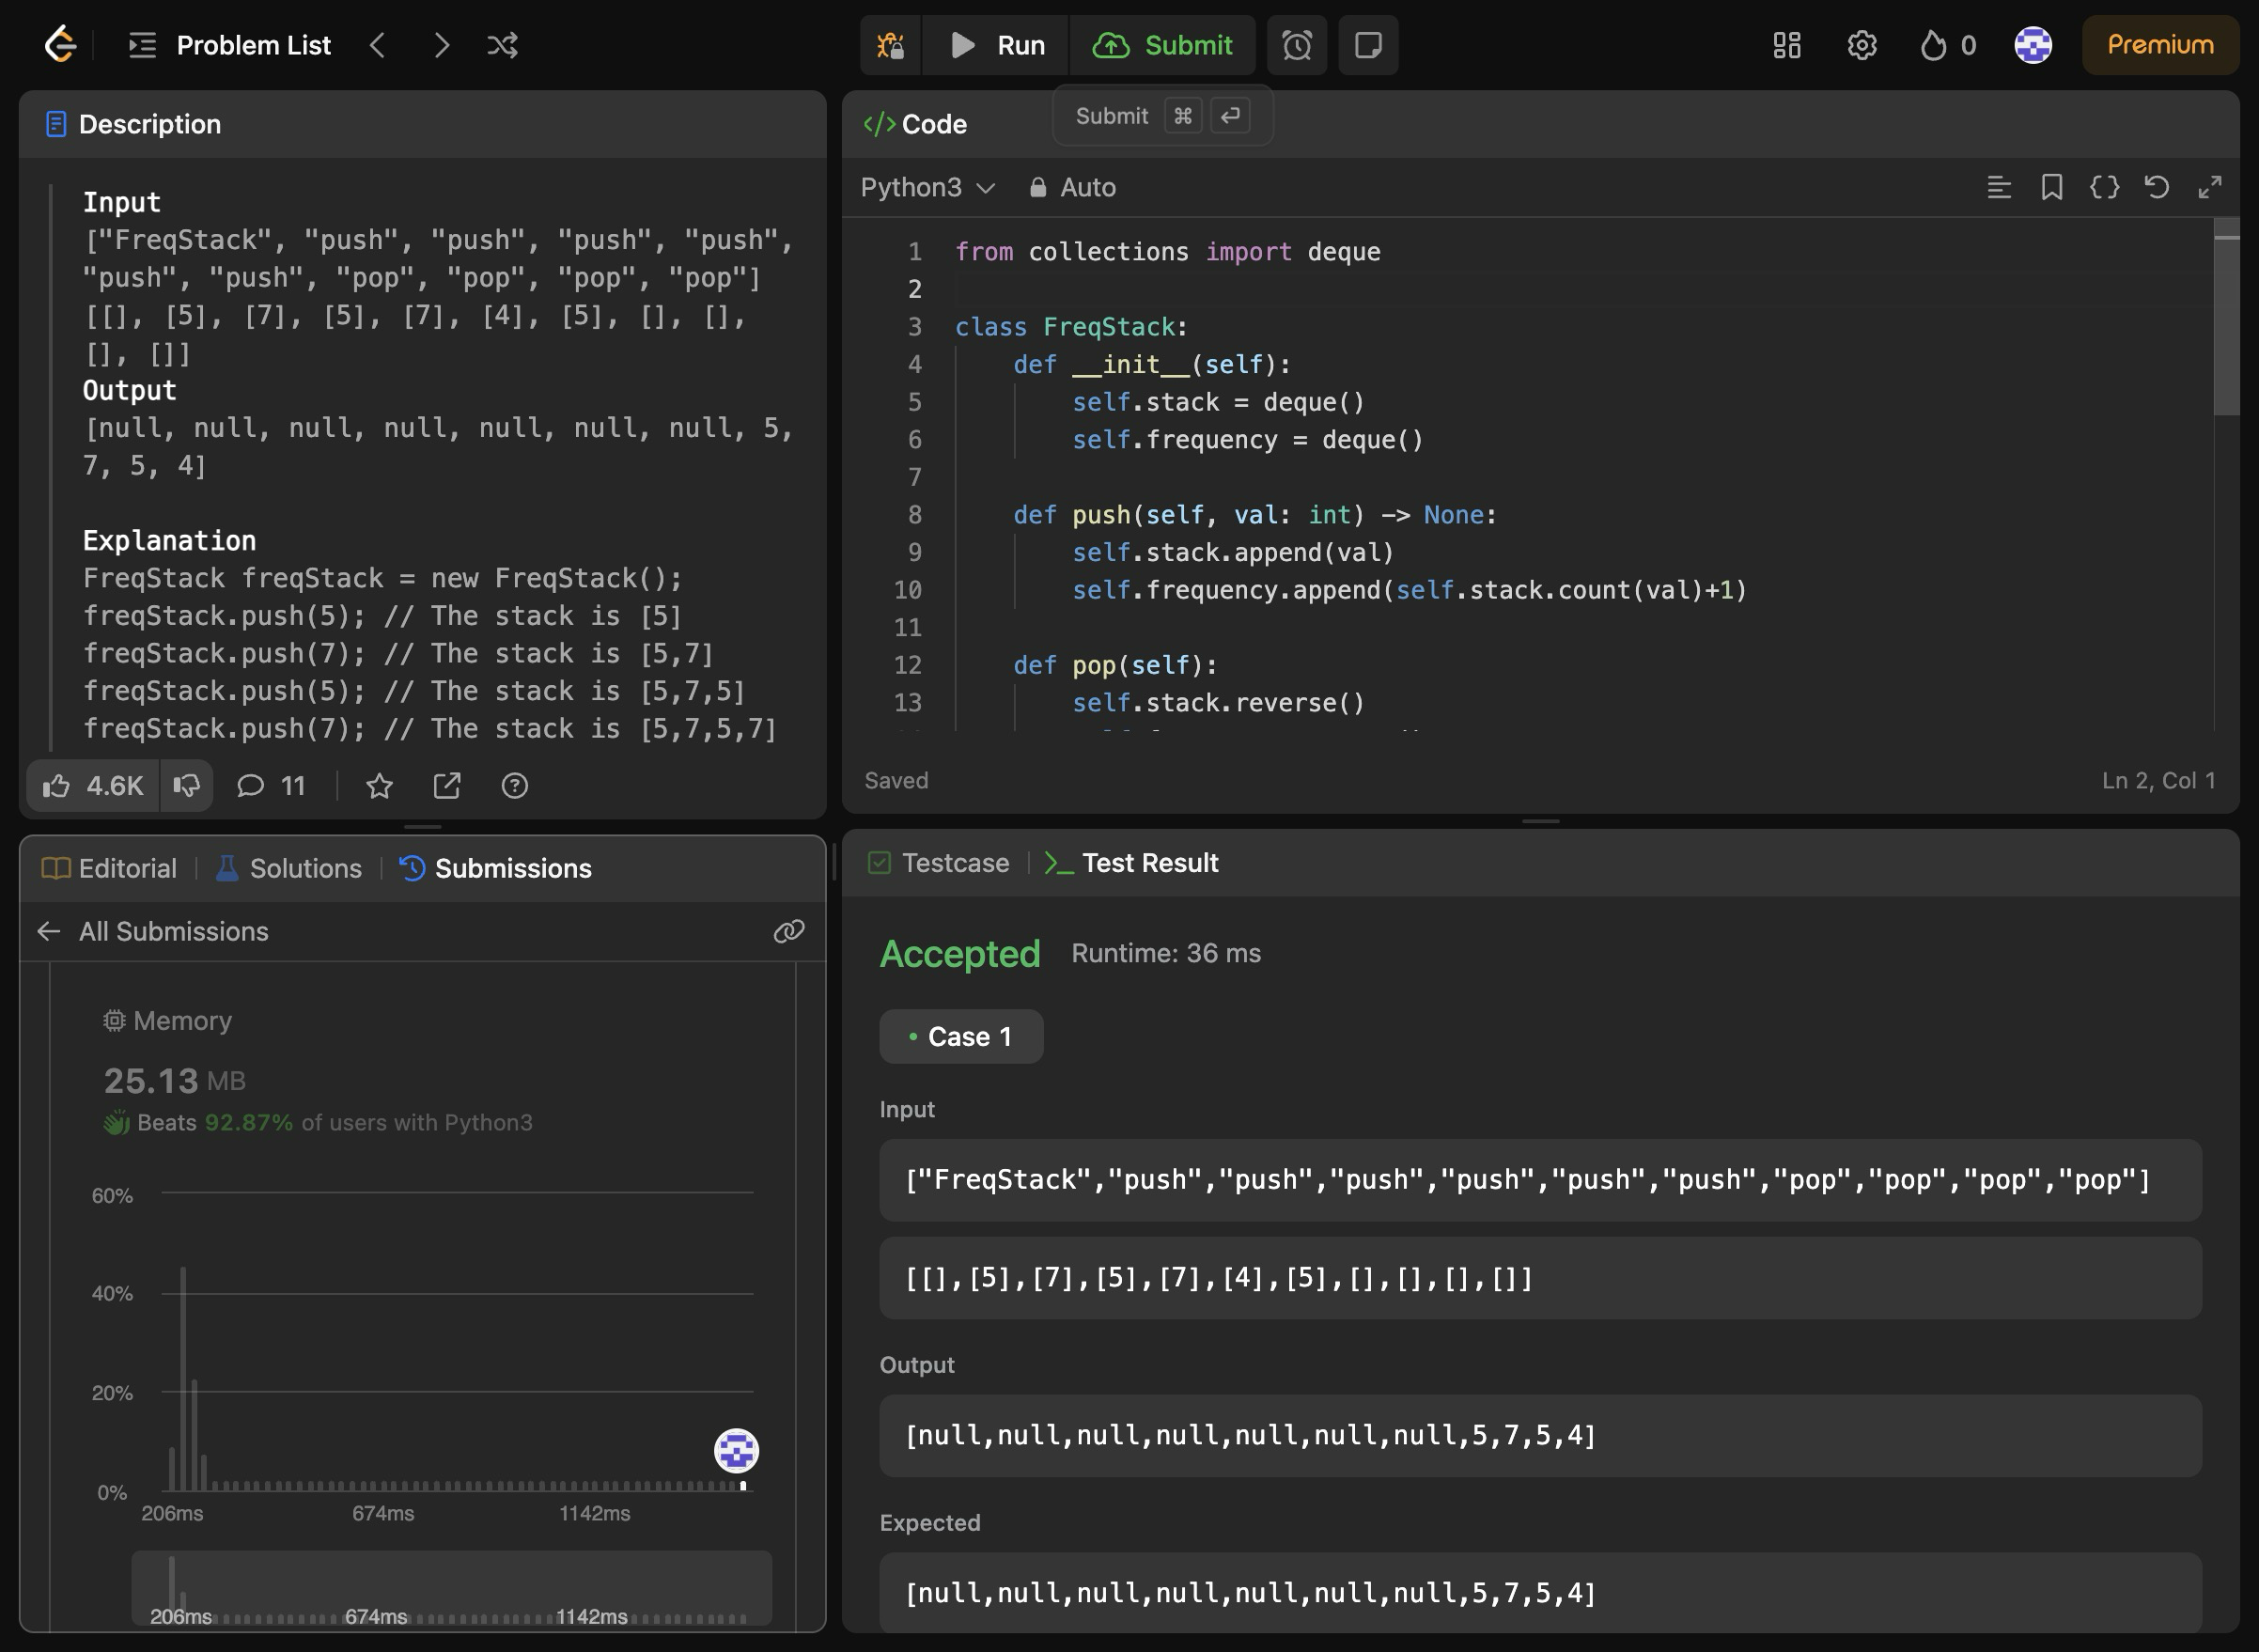 Problem List
Run
Submit
0
Premium
Description
Input
["FreqStack", "push", "push", "push", "push",
"push", "push", "pop", "pop", "pop", "pop"]
[[], [5], [7], [5], [7], [4], [5], [], [],
[], []]
Output
[null, null, null, null, null, null, null, 5,
7, 5, 4]
Explanation
FreqStack freqStack = new FreqStack();
freqStack.push(5); // The stack is [5]
freqStack.push(7); // The stack is [5,7]
freqStack.push(5); // The stack is [5,7,5]
freqStack.push(7); // The stack is [5,7,5,7]
4.6K
11
</> Code
Submit ⌘ ↵
Python3
Auto
1 from collections import deque
2
3 class FreqStack:
4 def __init__(self):
5 self.stack = deque()
6 self.frequency = deque()
7
8 def push(self, val: int) -> None:
9 self.stack.append(val)
10 self.frequency.append(self.stack.count(val)+1)
11
12 def pop(self):
13 self.stack.reverse()
Saved
Ln 2, Col 1
Editorial
Solutions
Submissions
All Submissions
Memory
25.13 MB
Beats 92.87% of users with Python3
60%
40%
20%
0%
206ms 674ms 1142ms
206ms 674ms 1142ms
Testcase
Test Result
Accepted Runtime: 36 ms
Case 1
Input
["FreqStack","push","push","push","push","push","push","pop","pop","pop","pop"]
[[],[5],[7],[5],[7],[4],[5],[],[],[],[]]
Output
[null,null,null,null,null,null,null,5,7,5,4]
Expected
[null,null,null,null,null,null,null,5,7,5,4]